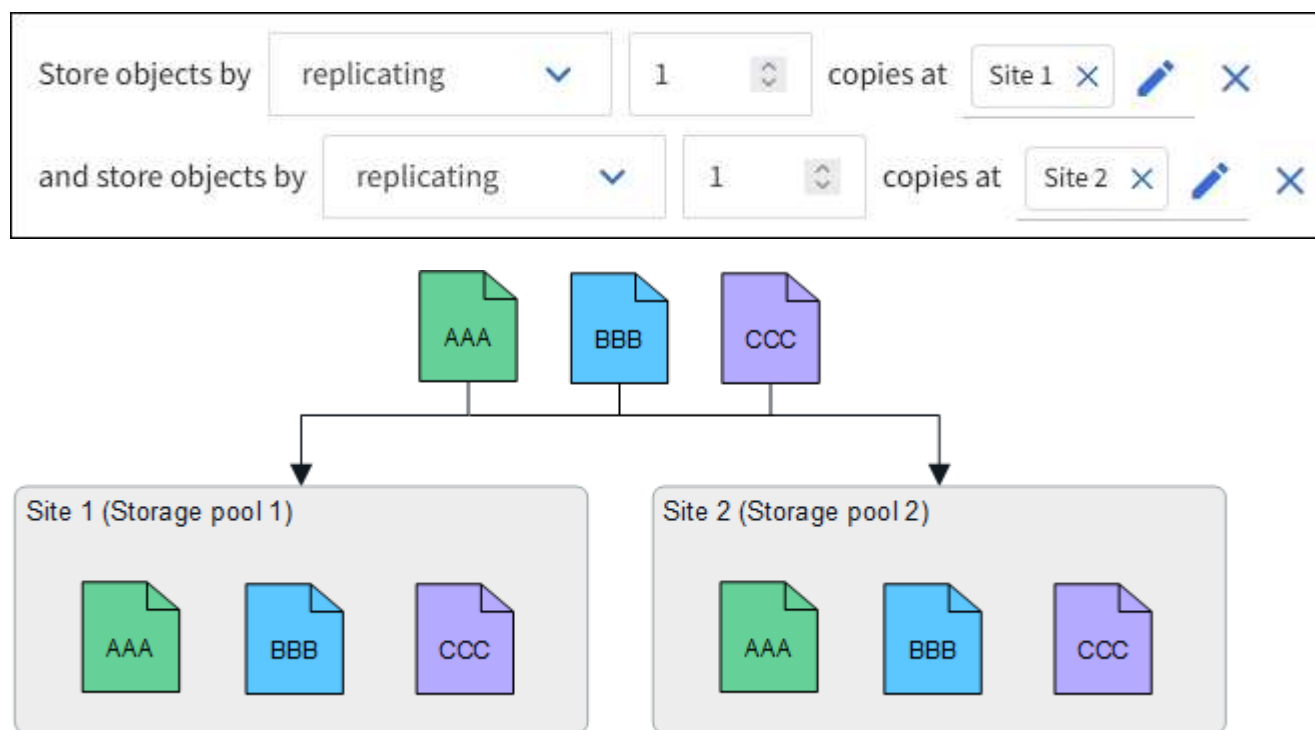 Store objects by replicating 1 copies at Site 1
and store objects by replicating 1 copies at Site 2
AAA BBB CCC
Site 1 (Storage pool 1) Site 2 (Storage pool 2)
AAA BBB CCC AAA BBB CCC